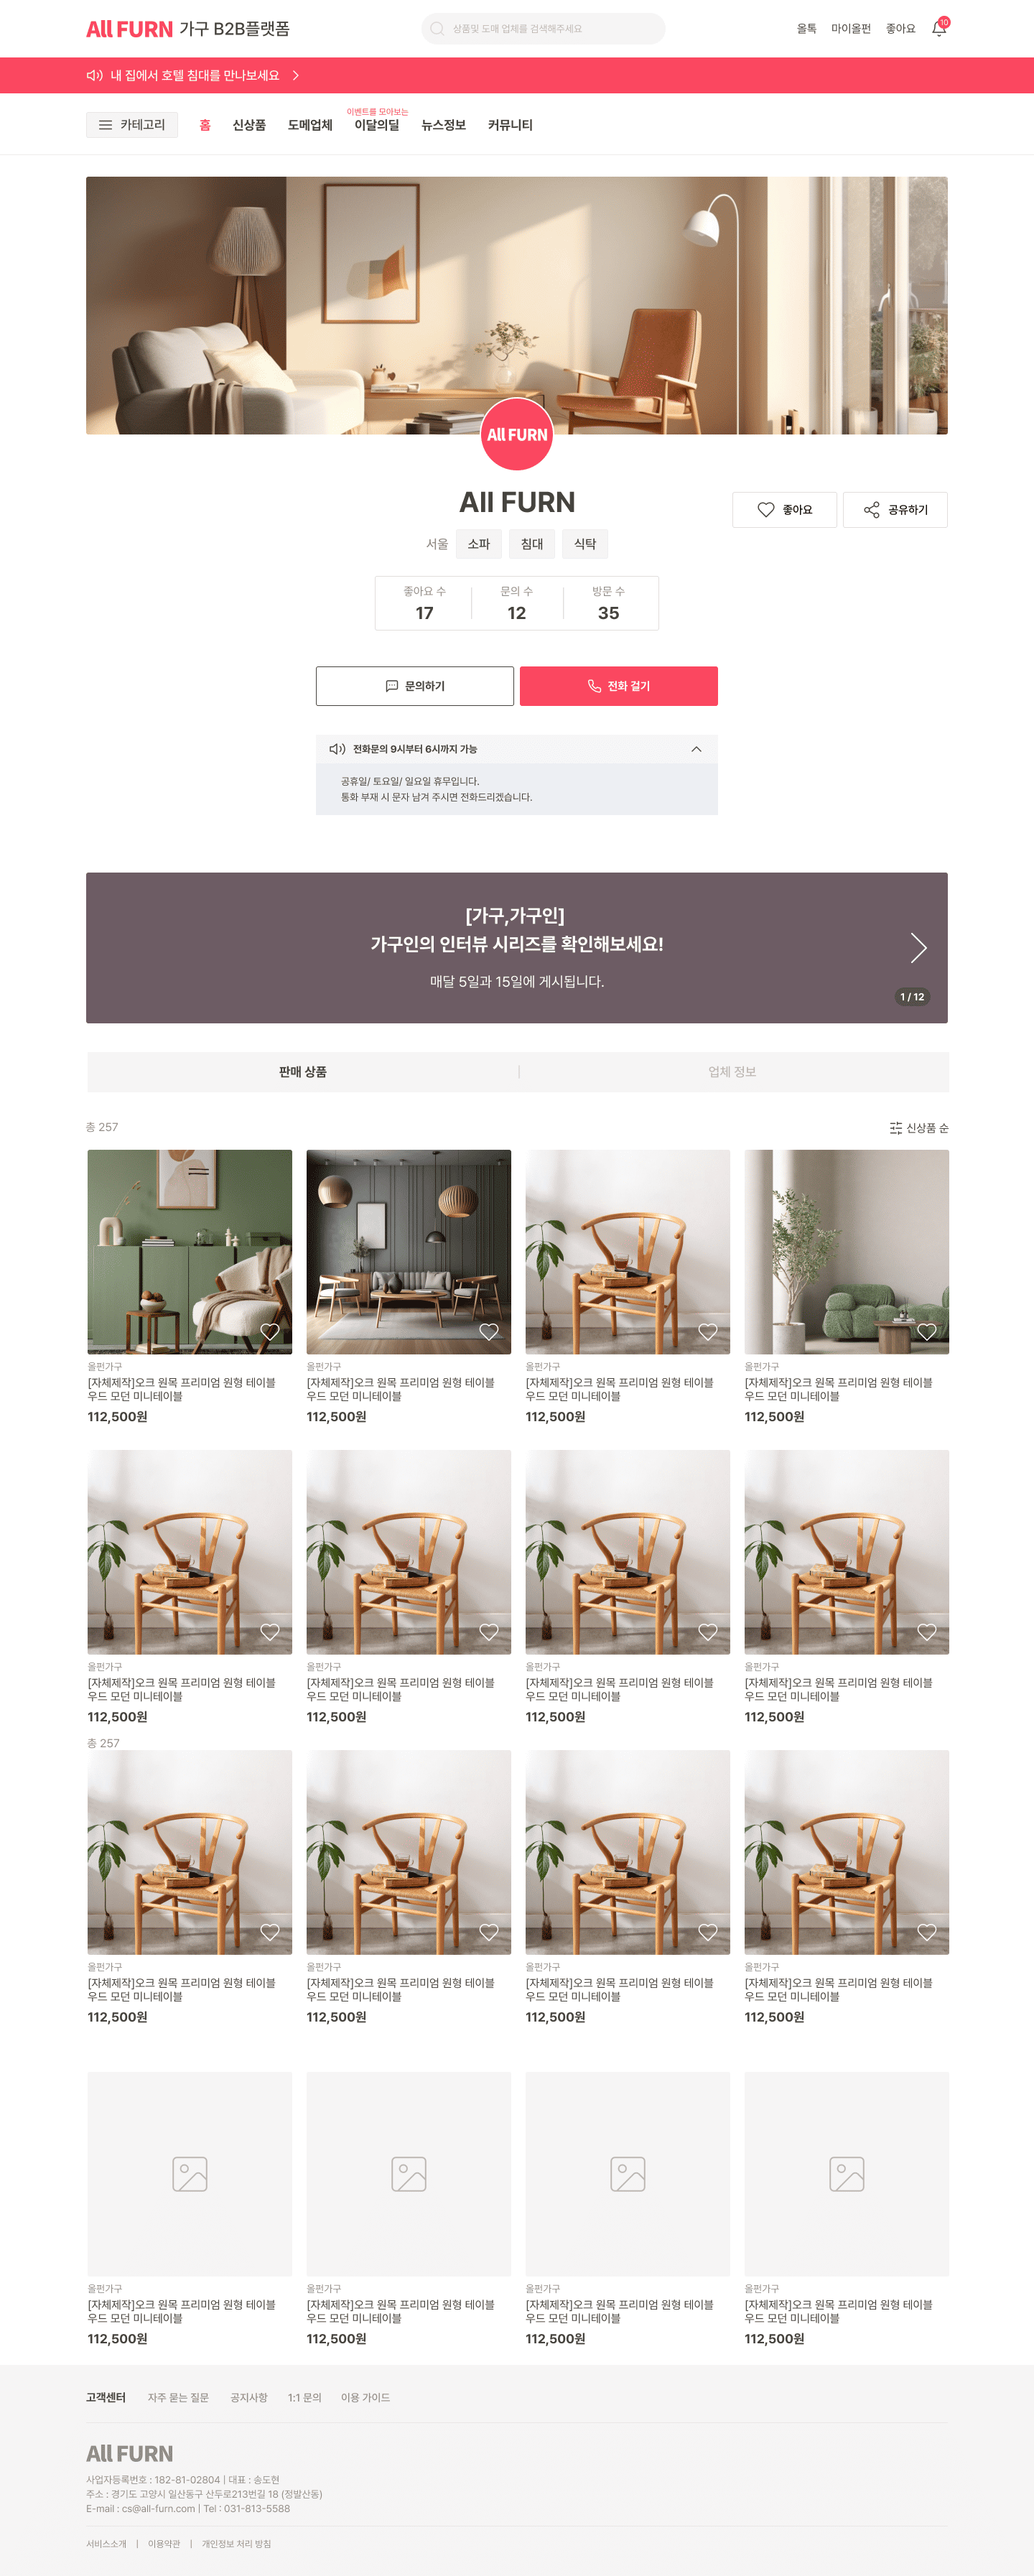 All FURN 가구 B2B플랫폼
상품및 도매 업체를 검색해주세요
올톡 마이올펀 좋아요 10
내 집에서 호텔 침대를 만나보세요
이벤트를 모아보는
카테고리 홈 신상품 도매업체 이달의딜 뉴스정보 커뮤니티
All FURN
All FURN
좋아요 공유하기
서울 소파 침대 식탁
좋아요 수 문의 수 방문 수
17 12 35
문의하기 전화 걸기
전화문의 9시부터 6시까지 가능
공휴일/ 토요일/ 일요일 휴무입니다.
통화 부재 시 문자 남겨 주시면 전화드리겠습니다.
[가구,가구인]
가구인의 인터뷰 시리즈를 확인해보세요!
매달 5일과 15일에 게시됩니다.
1 / 12
판매 상품 | 업체 정보
총 257 신상품 순
올펀가구 올펀가구 올펀가구 올펀가구
[자체제작]오크 원목 프리미엄 원형 테이블 [자체제작]오크 원목 프리미엄 원형 테이블 [자체제작]오크 원목 프리미엄 원형 테이블 [자체제작]오크 원목 프리미엄 원형 테이블
우드 모던 미니테이블 우드 모던 미니테이블 우드 모던 미니테이블 우드 모던 미니테이블
112,500원 112,500원 112,500원 112,500원
올펀가구 올펀가구 올펀가구 올펀가구
[자체제작]오크 원목 프리미엄 원형 테이블 [자체제작]오크 원목 프리미엄 원형 테이블 [자체제작]오크 원목 프리미엄 원형 테이블 [자체제작]오크 원목 프리미엄 원형 테이블
우드 모던 미니테이블 우드 모던 미니테이블 우드 모던 미니테이블 우드 모던 미니테이블
112,500원 112,500원 112,500원 112,500원
총 257
올펀가구 올펀가구 올펀가구 올펀가구
[자체제작]오크 원목 프리미엄 원형 테이블 [자체제작]오크 원목 프리미엄 원형 테이블 [자체제작]오크 원목 프리미엄 원형 테이블 [자체제작]오크 원목 프리미엄 원형 테이블
우드 모던 미니테이블 우드 모던 미니테이블 우드 모던 미니테이블 우드 모던 미니테이블
112,500원 112,500원 112,500원 112,500원
올펀가구 올펀가구 올펀가구 올펀가구
[자체제작]오크 원목 프리미엄 원형 테이블 [자체제작]오크 원목 프리미엄 원형 테이블 [자체제작]오크 원목 프리미엄 원형 테이블 [자체제작]오크 원목 프리미엄 원형 테이블
우드 모던 미니테이블 우드 모던 미니테이블 우드 모던 미니테이블 우드 모던 미니테이블
112,500원 112,500원 112,500원 112,500원
고객센터 자주 묻는 질문 공지사항 1:1 문의 이용 가이드
All FURN
사업자등록번호 : 182-81-02804 | 대표 : 송도현
주소 : 경기도 고양시 일산동구 산두로213번길 18 (정발산동)
E-mail : cs@all-furn.com | Tel : 031-813-5588
서비스소개 | 이용약관 | 개인정보 처리 방침